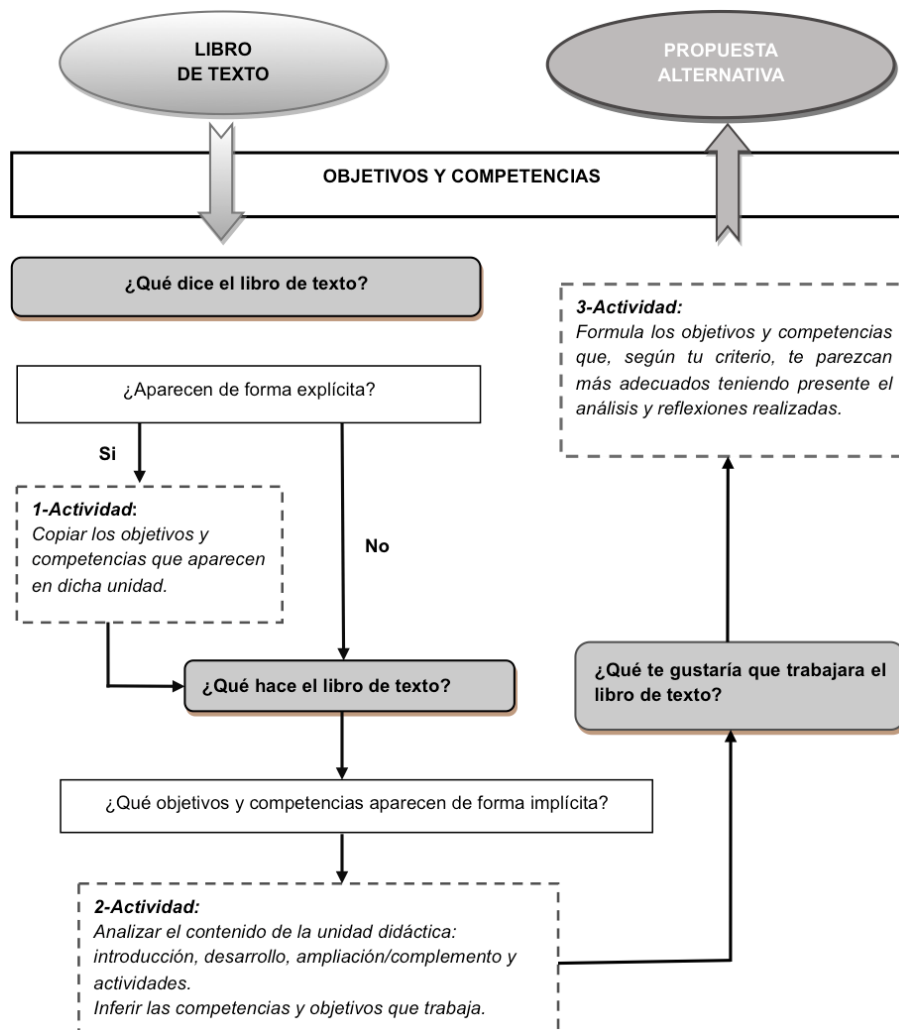 LIBRO
DE TEXTO
PROPUESTA
ALTERNATIVA
OBJETIVOS Y COMPETENCIAS
¿Qué dice el libro de texto?
¿Aparecen de forma explícita?
Si
No
1-Actividad:
Copiar los objetivos y
competencias que aparecen
en dicha unidad.
¿Qué hace el libro de texto?
¿Qué objetivos y competencias aparecen de forma implícita?
2-Actividad:
Analizar el contenido de la unidad didáctica:
introducción, desarrollo, ampliación/complemento y
actividades.
Inferir las competencias y objetivos que trabaja.
¿Qué te gustaría que trabajara el
libro de texto?
3-Actividad:
Formula los objetivos y competencias
que, según tu criterio, te parezcan
más adecuados teniendo presente el
análisis y reflexiones realizadas.